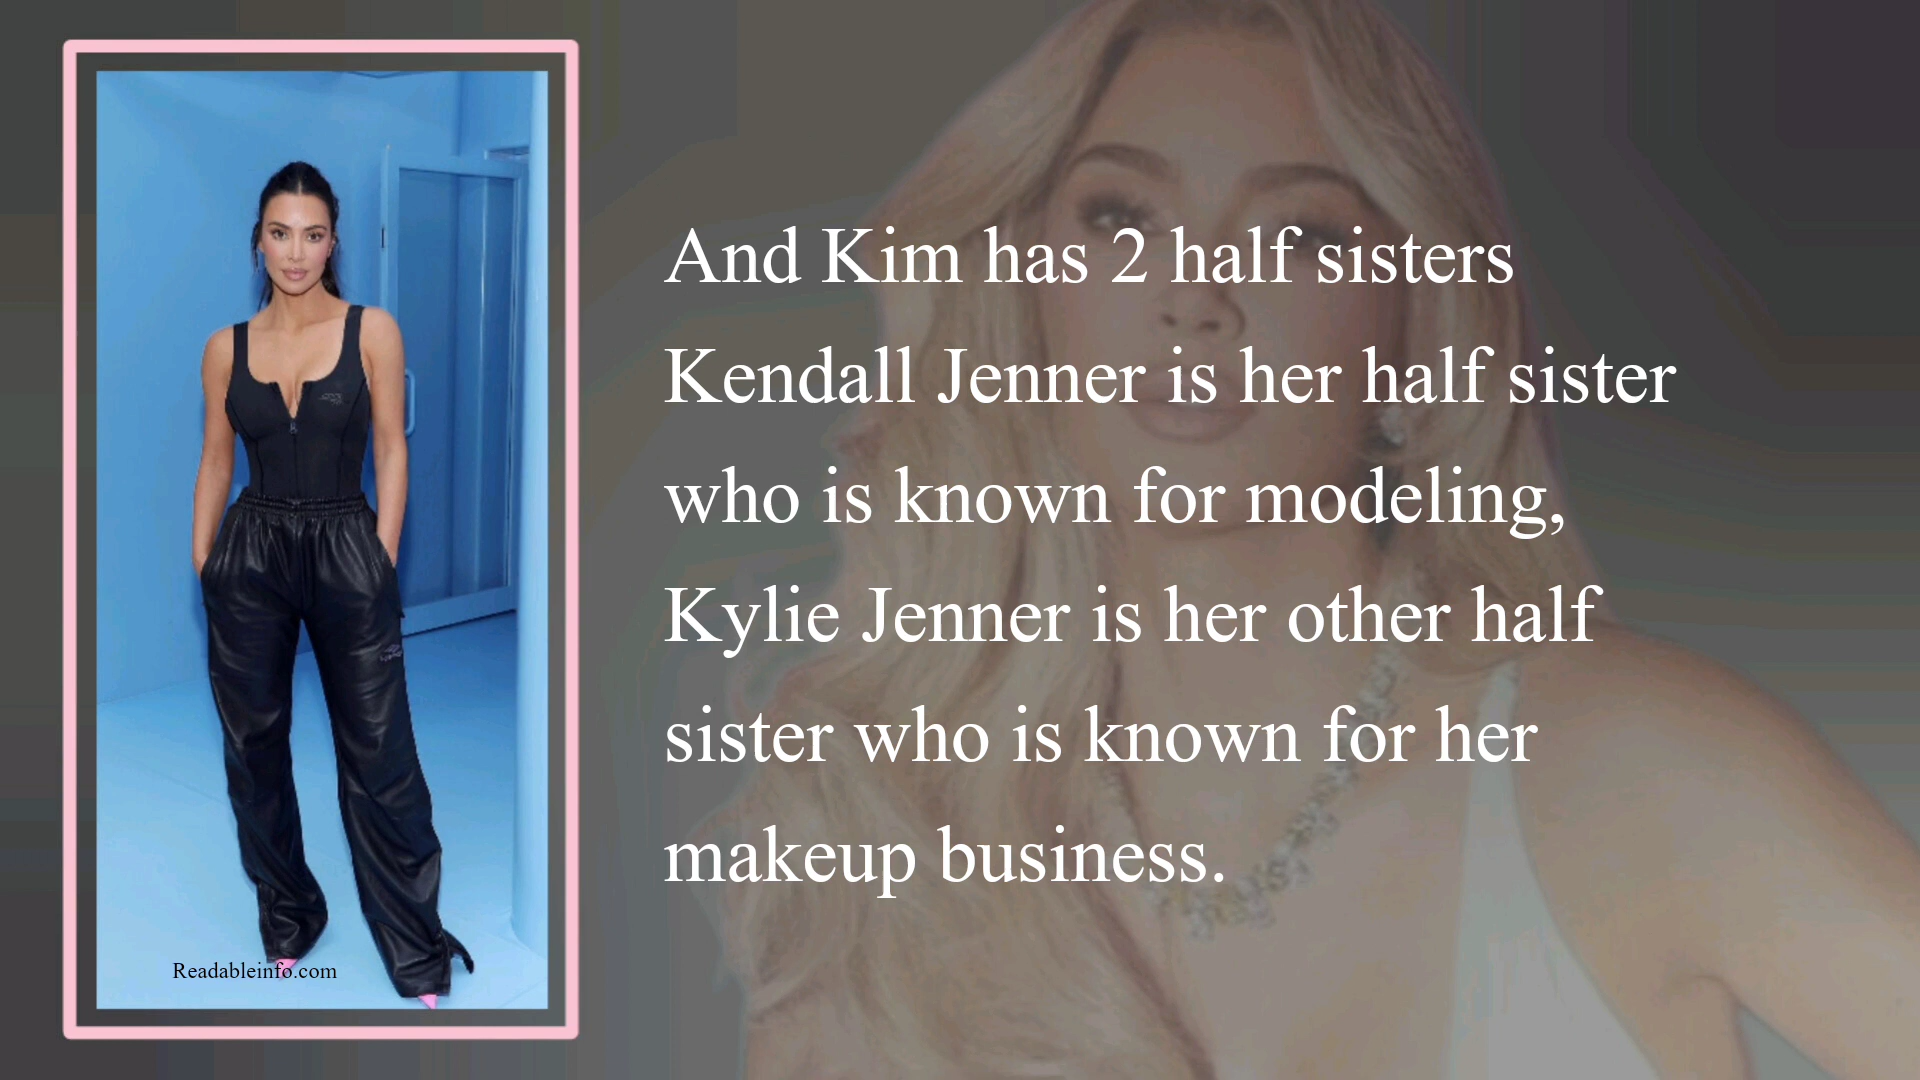 And Kim has 2 half sisters
Kendall Jenner is her half sister
who is known for modeling,
Kylie Jenner is her other half
sister who is known for her
makeup business.
Readableinfo.com